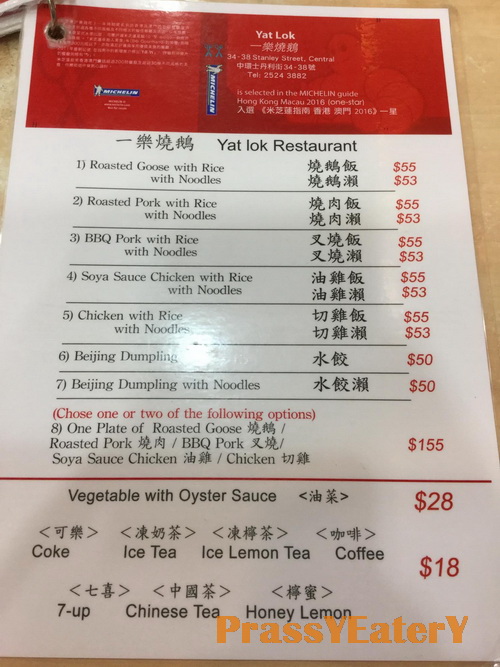 Yat Lok
一樂燒鵝
34-38 Stanley Street, Central
中環士丹利街34-38號
Tel: 2524 3882
is selected in the MICHELIN guide
Hong Kong Macau 2016 (one-star)
入選 《米芝蓮指南 香港 澳門 2016》一星
MICHELIN
MICHELIN
一樂燒鵝 Yat lok Restaurant
1) Roasted Goose with Rice 燒鵝飯 $55
with Noodles 燒鵝瀨 $53
2) Roasted Pork with Rice 燒肉飯 $55
with Noodles 燒肉瀨 $53
3) BBQ Pork with Rice 叉燒飯 $55
with Noodles 叉燒瀨 $53
4) Soya Sauce Chicken with Rice 油雞飯 $55
with Noodles 油雞瀨 $53
5) Chicken with Rice 切雞飯 $55
with Noodles 切雞瀨 $53
6) Beijing Dumpling 水餃 $50
7) Beijing Dumpling with Noodles 水餃瀨 $50
(Chose one or two of the following options)
8) One Plate of Roasted Goose 燒鵝 /
Roasted Pork 燒肉 / BBQ Pork 叉燒/ $155
Soya Sauce Chicken 油雞 / Chicken 切雞
Vegetable with Oyster Sauce <油菜> $28
<可樂> <凍奶茶> <凍檸茶> <咖啡>
Coke Ice Tea Ice Lemon Tea Coffee
$18
<七喜> <中國茶> <檸蜜>
7-up Chinese Tea Honey Lemon
PrassYEaterY